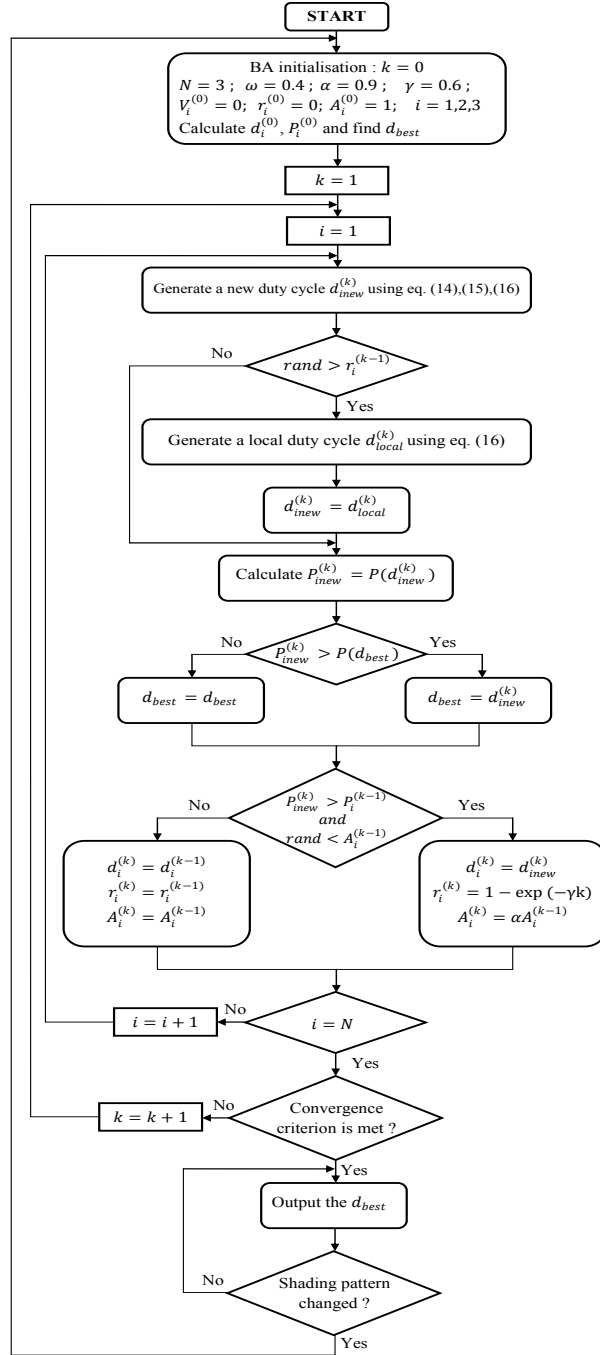 START
BA initialisation : k = 0
N = 3 ; ω = 0.4 ; α = 0.9 ; γ = 0.6 ;
V_i^(0) = 0; r_i^(0) = 0; A_i^(0) = 1; i = 1,2,3
Calculate d_i^(0), P_i^(0) and find d_best
k = 1
i = 1
Generate a new duty cycle d_inew^(k) using eq. (14),(15),(16)
No
rand > r_i^(k−1)
Yes
Generate a local duty cycle d_local^(k) using eq. (16)
d_inew^(k) = d_local^(k)
Calculate P_inew^(k) = P(d_inew^(k))
No
P_inew^(k) > P(d_best)
Yes
d_best = d_best
d_best = d_inew^(k)
No
P_inew^(k) > P_i^(k−1)
and
rand < A_i^(k−1)
Yes
d_i^(k) = d_i^(k−1)
r_i^(k) = r_i^(k−1)
A_i^(k) = A_i^(k−1)
d_i^(k) = d_inew^(k)
r_i^(k) = 1 − exp (−γk)
A_i^(k) = αA_i^(k−1)
i = i + 1
No
i = N
Yes
k = k + 1
No
Convergence
criterion is met ?
Yes
Output the d_best
No
Shading pattern
changed ?
Yes